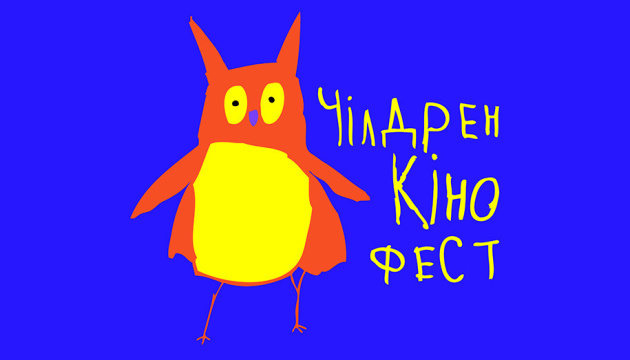 Чілдрен
Кіно
фест